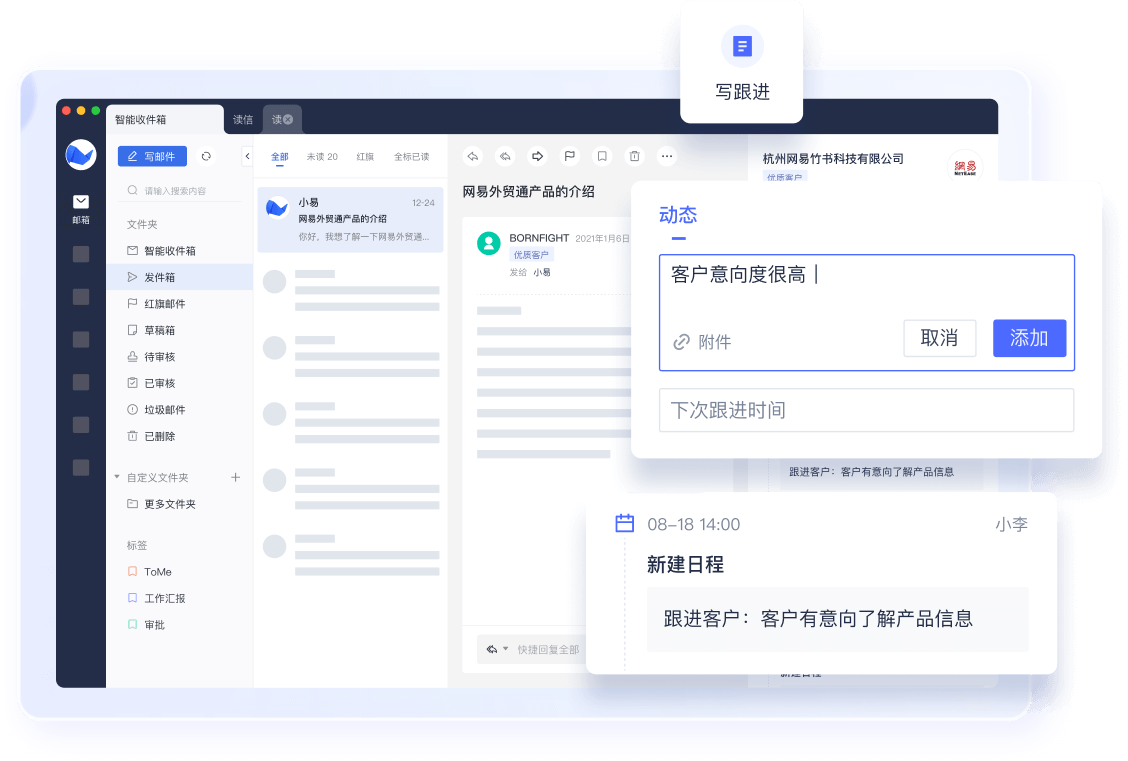 写跟进
智能收件箱
读信
读
写邮件
全部
未读 20
红旗
全标已读
请输入搜索内容
邮箱
文件夹
智能收件箱
发件箱
红旗邮件
草稿箱
待审核
已审核
垃圾邮件
已删除
自定义文件夹
更多文件夹
标签
ToMe
工作汇报
审批
小易
12-24
网易外贸通产品的介绍
你好，我想了解一下网易外贸通...
网易外贸通产品的介绍
BORNFIGHT 2021年1月6日
优质客户
发给 小易
快捷回复全部
杭州网易竹书科技有限公司
優質客户
網易
NETEASE
动态
客户意向度很高
附件
取消
添加
下次跟进时间
跟进客户：客户有意向了解产品信息
08-18 14:00
小李
新建日程
跟进客户：客户有意向了解产品信息
新建日程